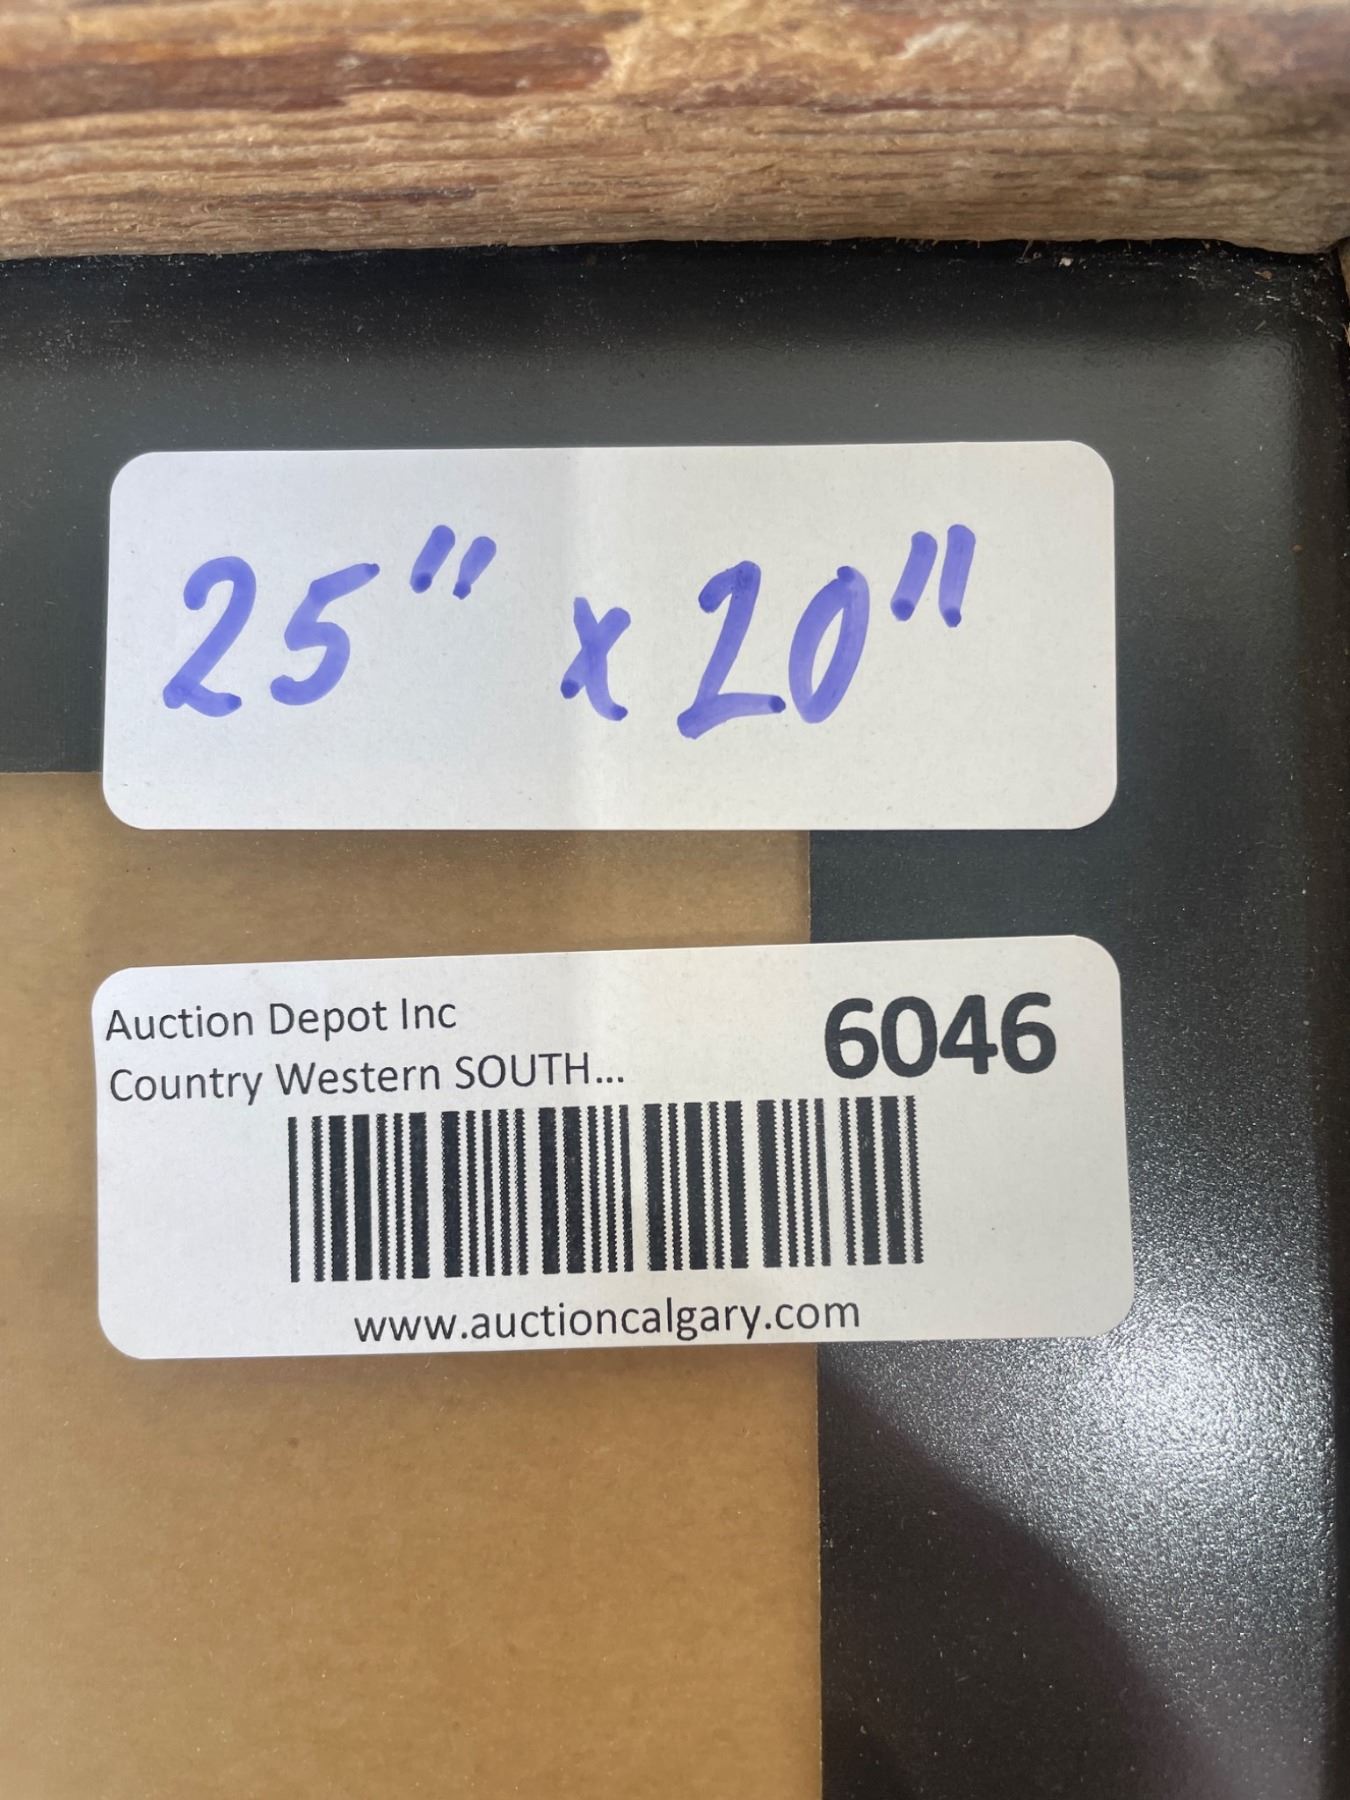 25" x 20"
Auction Depot Inc
6046
Country Western SOUTH...
www.auctioncalgary.com